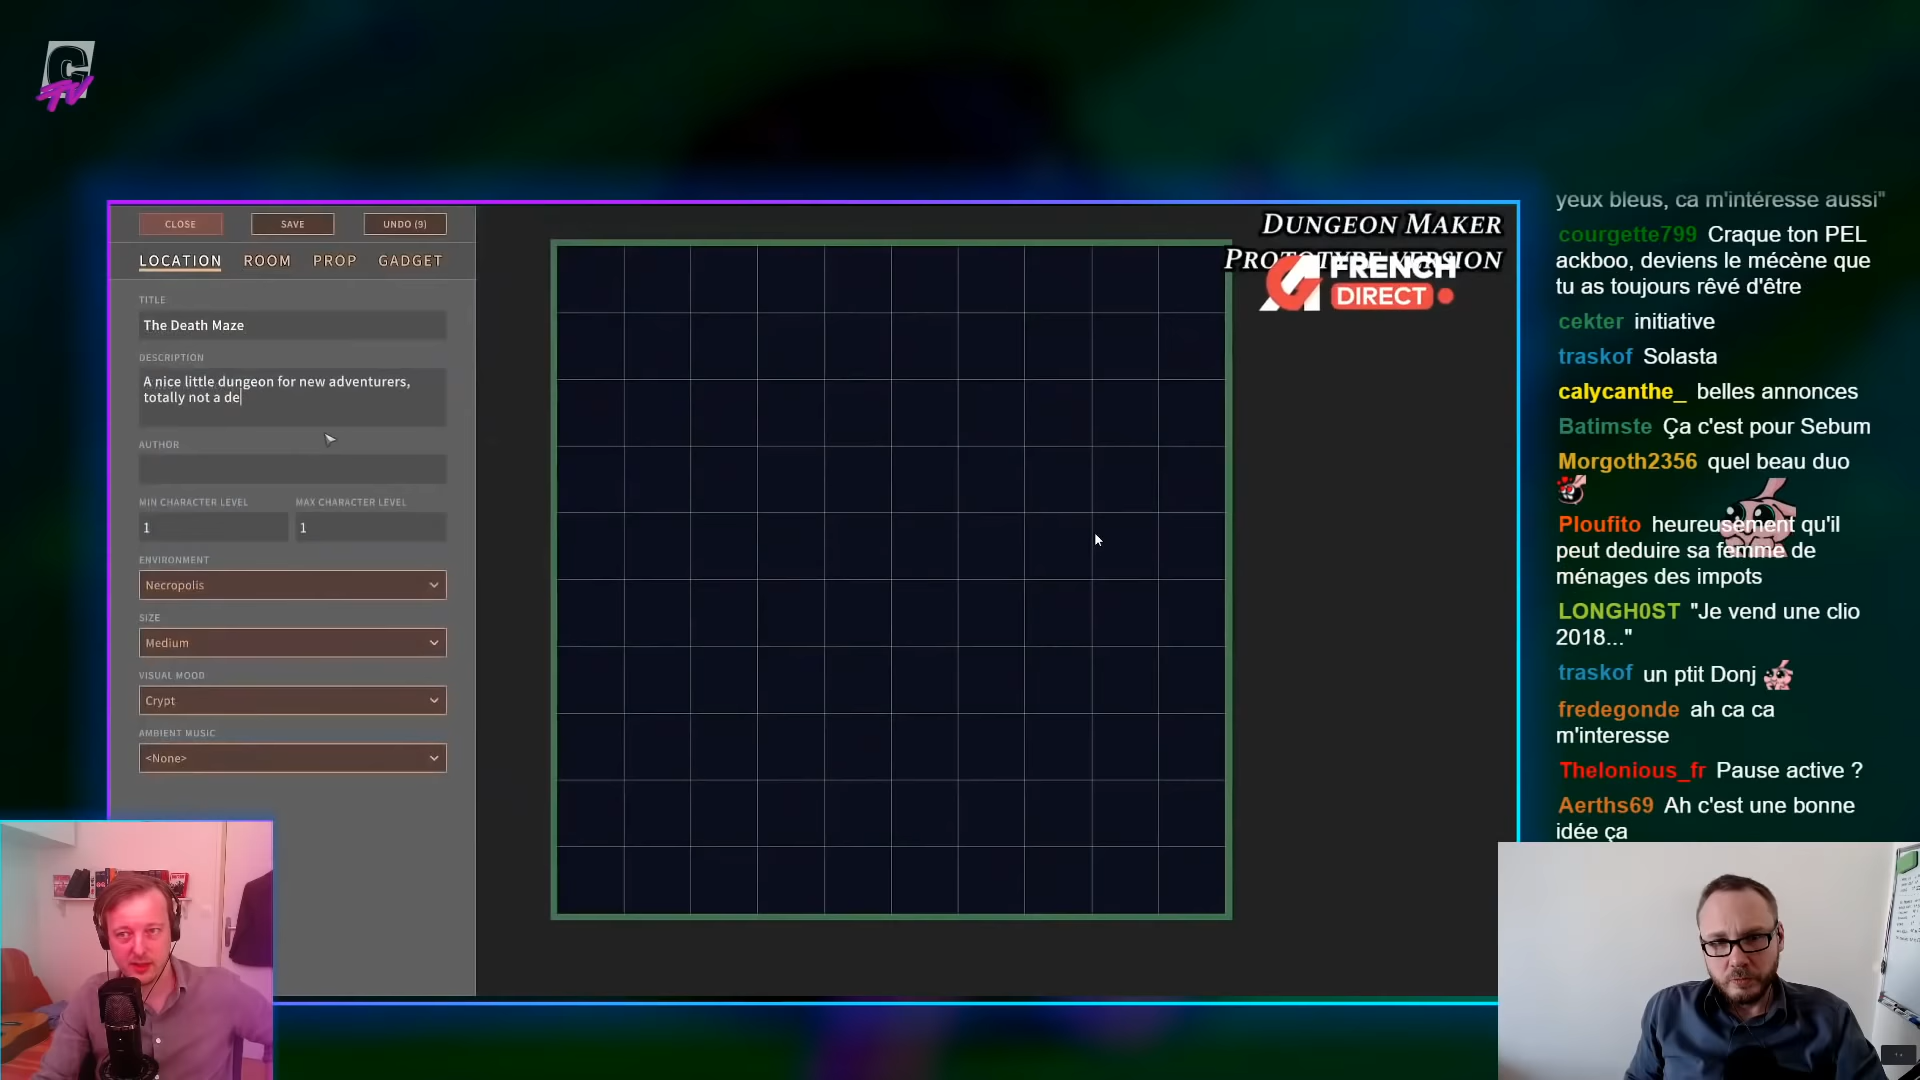 C
TV
CLOSE
SAVE
UNDO (9)
LOCATION
ROOM
PROP
GADGET
TITLE
The Death Maze
DESCRIPTION
A nice little dungeon for new adventurers,
totally not a de
AUTHOR
MIN CHARACTER LEVEL
MAX CHARACTER LEVEL
1
1
ENVIRONMENT
Necropolis
SIZE
Medium
VISUAL MOOD
Crypt
AMBIENT MUSIC
<None>
DUNGEON MAKER
PROTOTYPE VERSION
FRENCH
DIRECT
yeux bleus, ca m'intéresse aussi"
courgette799 Craque ton PEL
ackboo, deviens le mécène que
tu as toujours rêvé d'être
cekter initiative
traskof Solasta
calycanthe_ belles annonces
Batimste Ça c'est pour Sebum
Morgoth2356 quel beau duo
Ploufito heureusement qu'il
peut deduire sa femme de
ménages des impots
LONGH0ST "Je vend une clio
2018..."
traskof un ptit Donj
fredegonde ah ca ca
m'interesse
Thelonious_fr Pause active ?
Aerths69 Ah c'est une bonne
idée ça